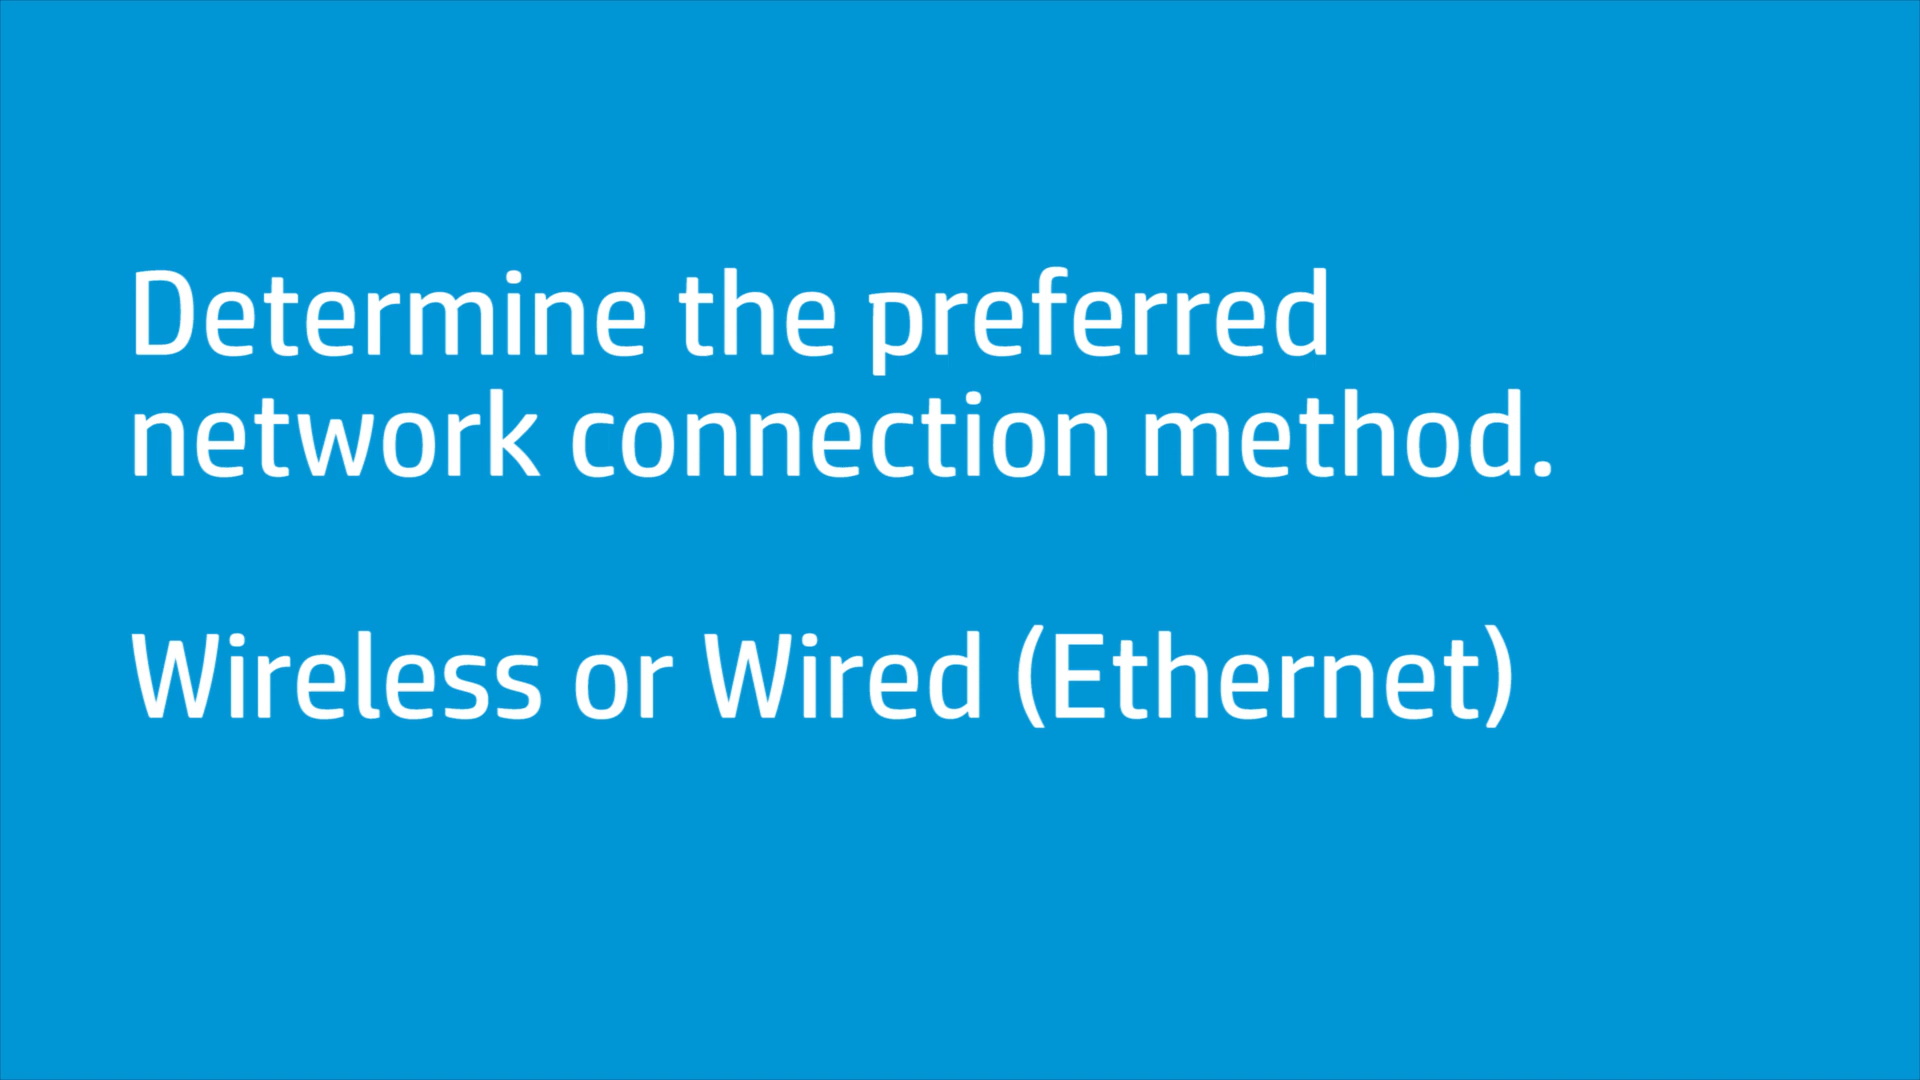 Determine the preferred
network connection method.
Wireless or Wired (Ethernet)